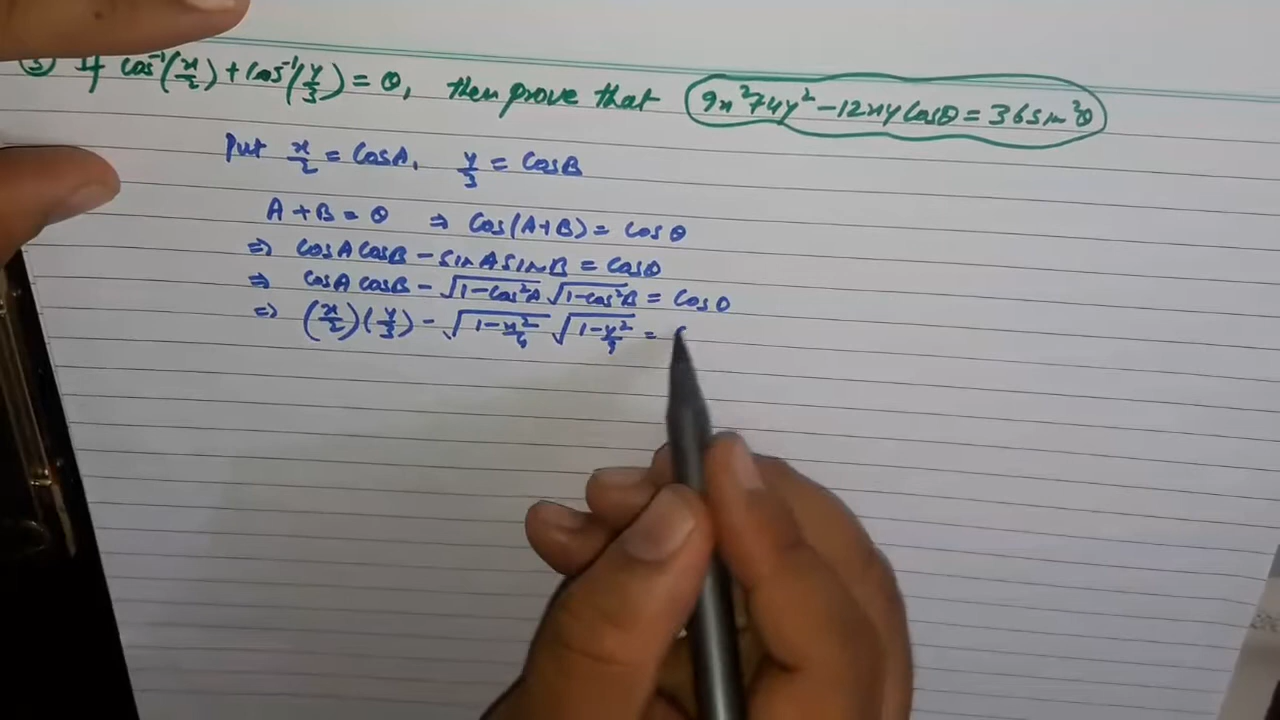 ③ If cos⁻¹(x/2) + cos⁻¹(y/3) = θ, then prove that 9x²+4y² - 12xy cosθ = 36 sin²θ
Put x/2 = cosA, y/3 = cosB
A + B = θ ⇒ cos(A+B) = cosθ
⇒ cosA cosB - sinA sinB = cosθ
⇒ cosA cosB - √(1-cos²A) √(1-cos²B) = cosθ
⇒ (x/2)(y/3) - √(1-x²/4) √(1-y²/9) =